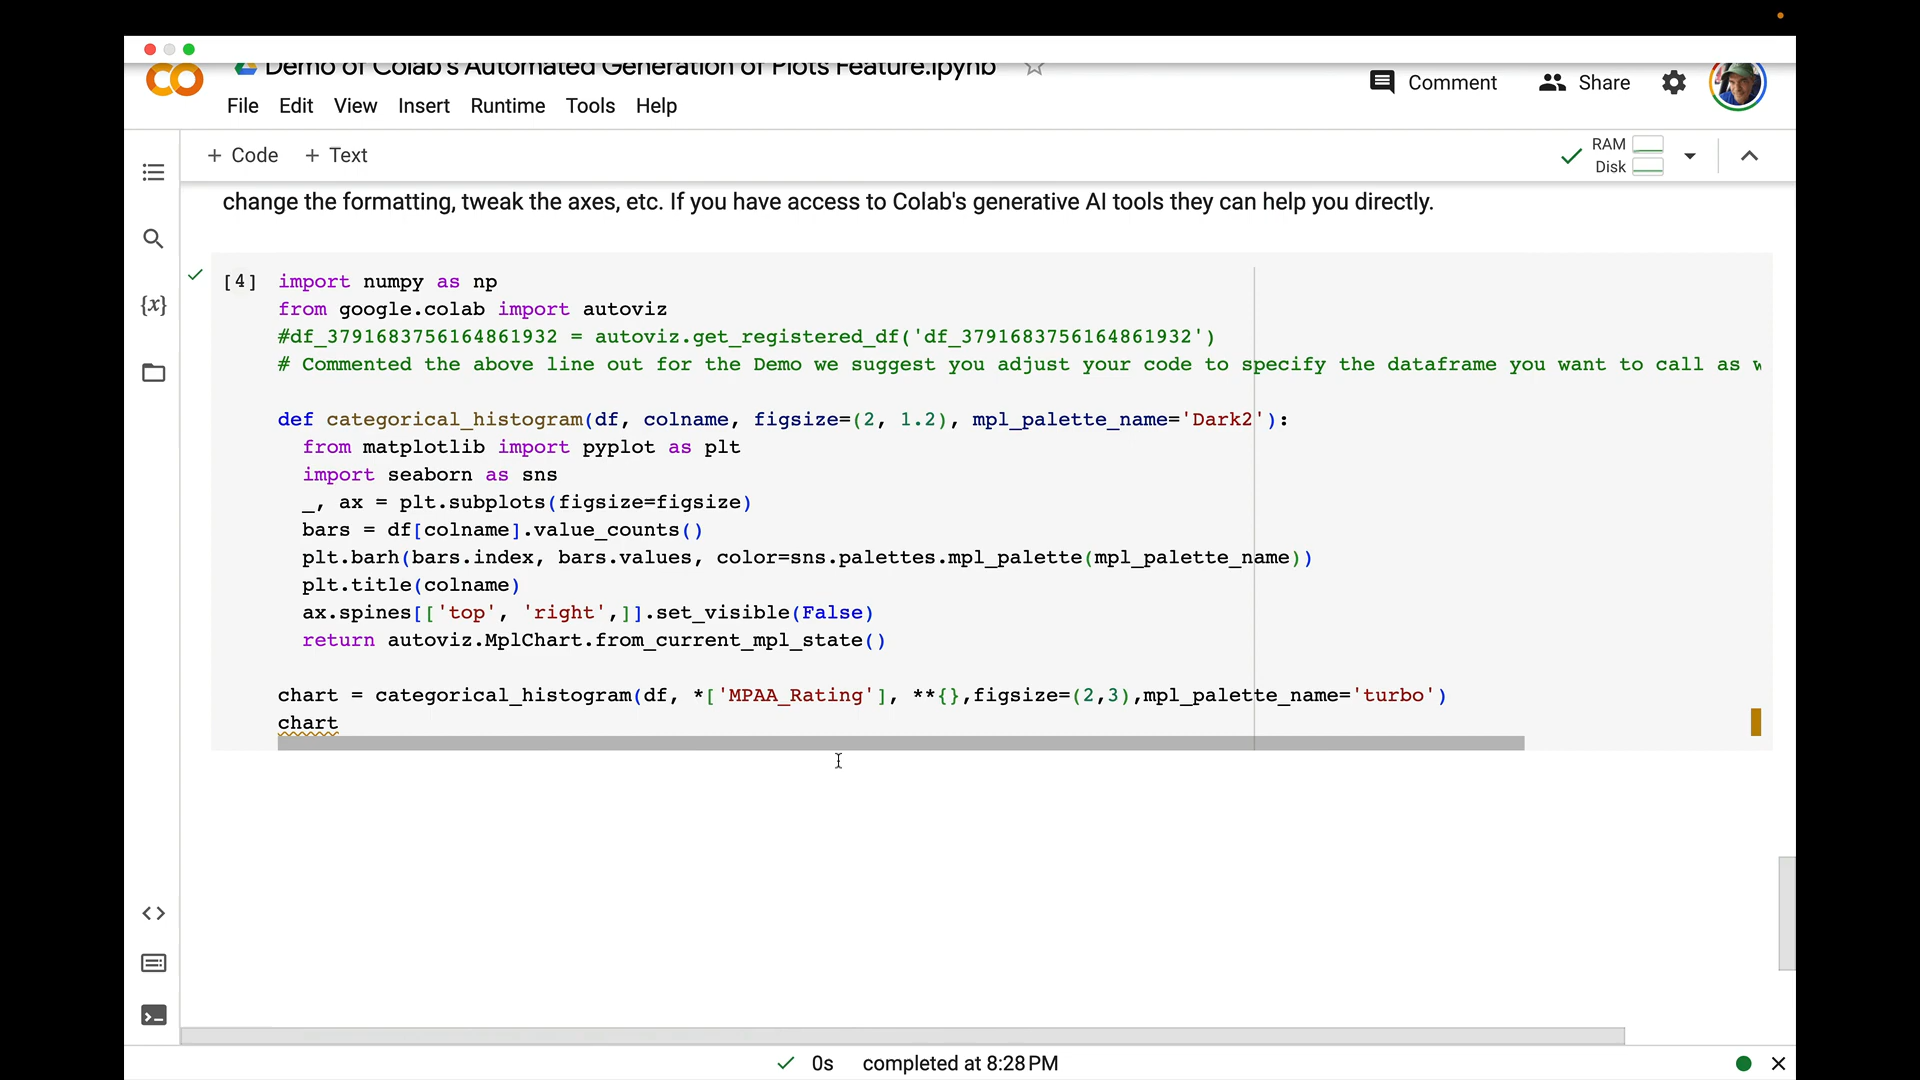 Demo of Colab's Automated Generation of Plots Feature.ipynb
Comment
Share
File Edit View Insert Runtime Tools Help
+ Code + Text
RAM
Disk
change the formatting, tweak the axes, etc. If you have access to Colab's generative AI tools they can help you directly.
[4] import numpy as np
from google.colab import autoviz
#df_3791683756164861932 = autoviz.get_registered_df('df_3791683756164861932')
# Commented the above line out for the Demo we suggest you adjust your code to specify the dataframe you want to call as w
def categorical_histogram(df, colname, figsize=(2, 1.2), mpl_palette_name='Dark2'):
from matplotlib import pyplot as plt
import seaborn as sns
_, ax = plt.subplots(figsize=figsize)
bars = df[colname].value_counts()
plt.barh(bars.index, bars.values, color=sns.palettes.mpl_palette(mpl_palette_name))
plt.title(colname)
ax.spines[['top', 'right',]].set_visible(False)
return autoviz.MplChart.from_current_mpl_state()
chart = categorical_histogram(df, *['MPAA_Rating'], **{},figsize=(2,3),mpl_palette_name='turbo')
chart
{x}
0s completed at 8:28 PM